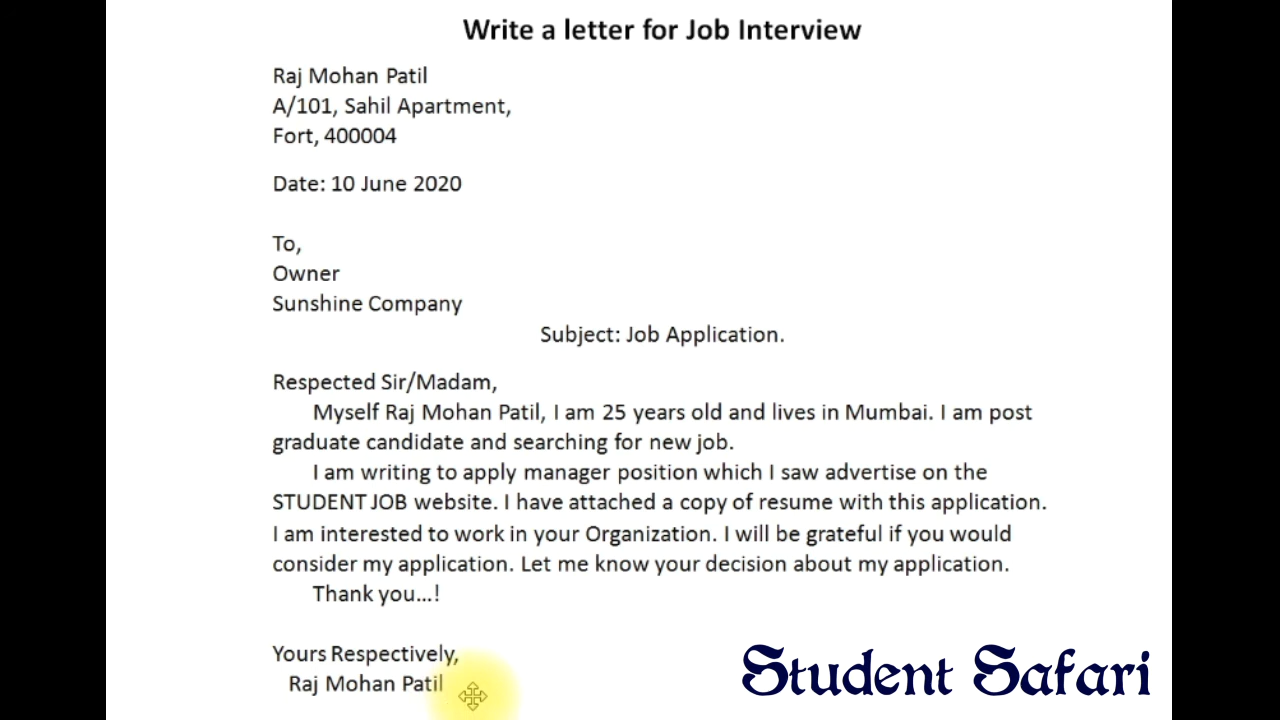 Write a letter for Job Interview
Raj Mohan Patil
A/101, Sahil Apartment,
Fort, 400004
Date: 10 June 2020
To,
Owner
Sunshine Company
Subject: Job Application.
Respected Sir/Madam,
Myself Raj Mohan Patil, I am 25 years old and lives in Mumbai. I am post
graduate candidate and searching for new job.
I am writing to apply manager position which I saw advertise on the
STUDENT JOB website. I have attached a copy of resume with this application.
I am interested to work in your Organization. I will be grateful if you would
consider my application. Let me know your decision about my application.
Thank you...!
Yours Respectively,
Raj Mohan Patil
Student Safari